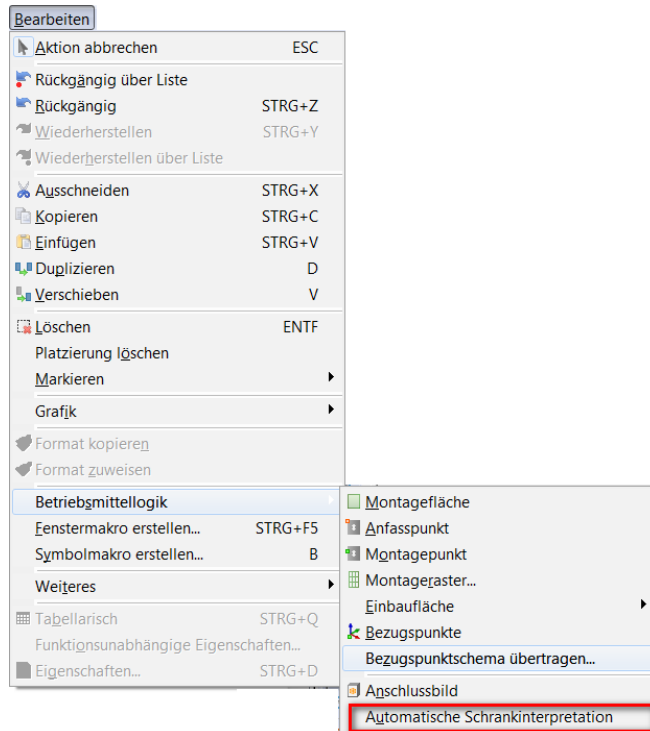 Bearbeiten
Aktion abbrechen ESC
Rückgängig über Liste
Rückgängig STRG+Z
Wiederherstellen STRG+Y
Wiederherstellen über Liste
Ausschneiden STRG+X
Kopieren STRG+C
Einfügen STRG+V
Duplizieren D
Verschieben V
Löschen ENTF
Platzierung löschen
Markieren
Grafik
Format kopieren
Format zuweisen
Betriebsmittellogik
Fenstermakro erstellen... STRG+F5
Symbolmakro erstellen... B
Weiteres
Tabellarisch STRG+Q
Funktionsunabhängige Eigenschaften...
Eigenschaften... STRG+D
Montagefläche
Anfasspunkt
Montagepunkt
Montageraster...
Einbaufläche
Bezugspunkte
Bezugspunktschema übertragen...
Anschlussbild
Automatische Schrankinterpretation